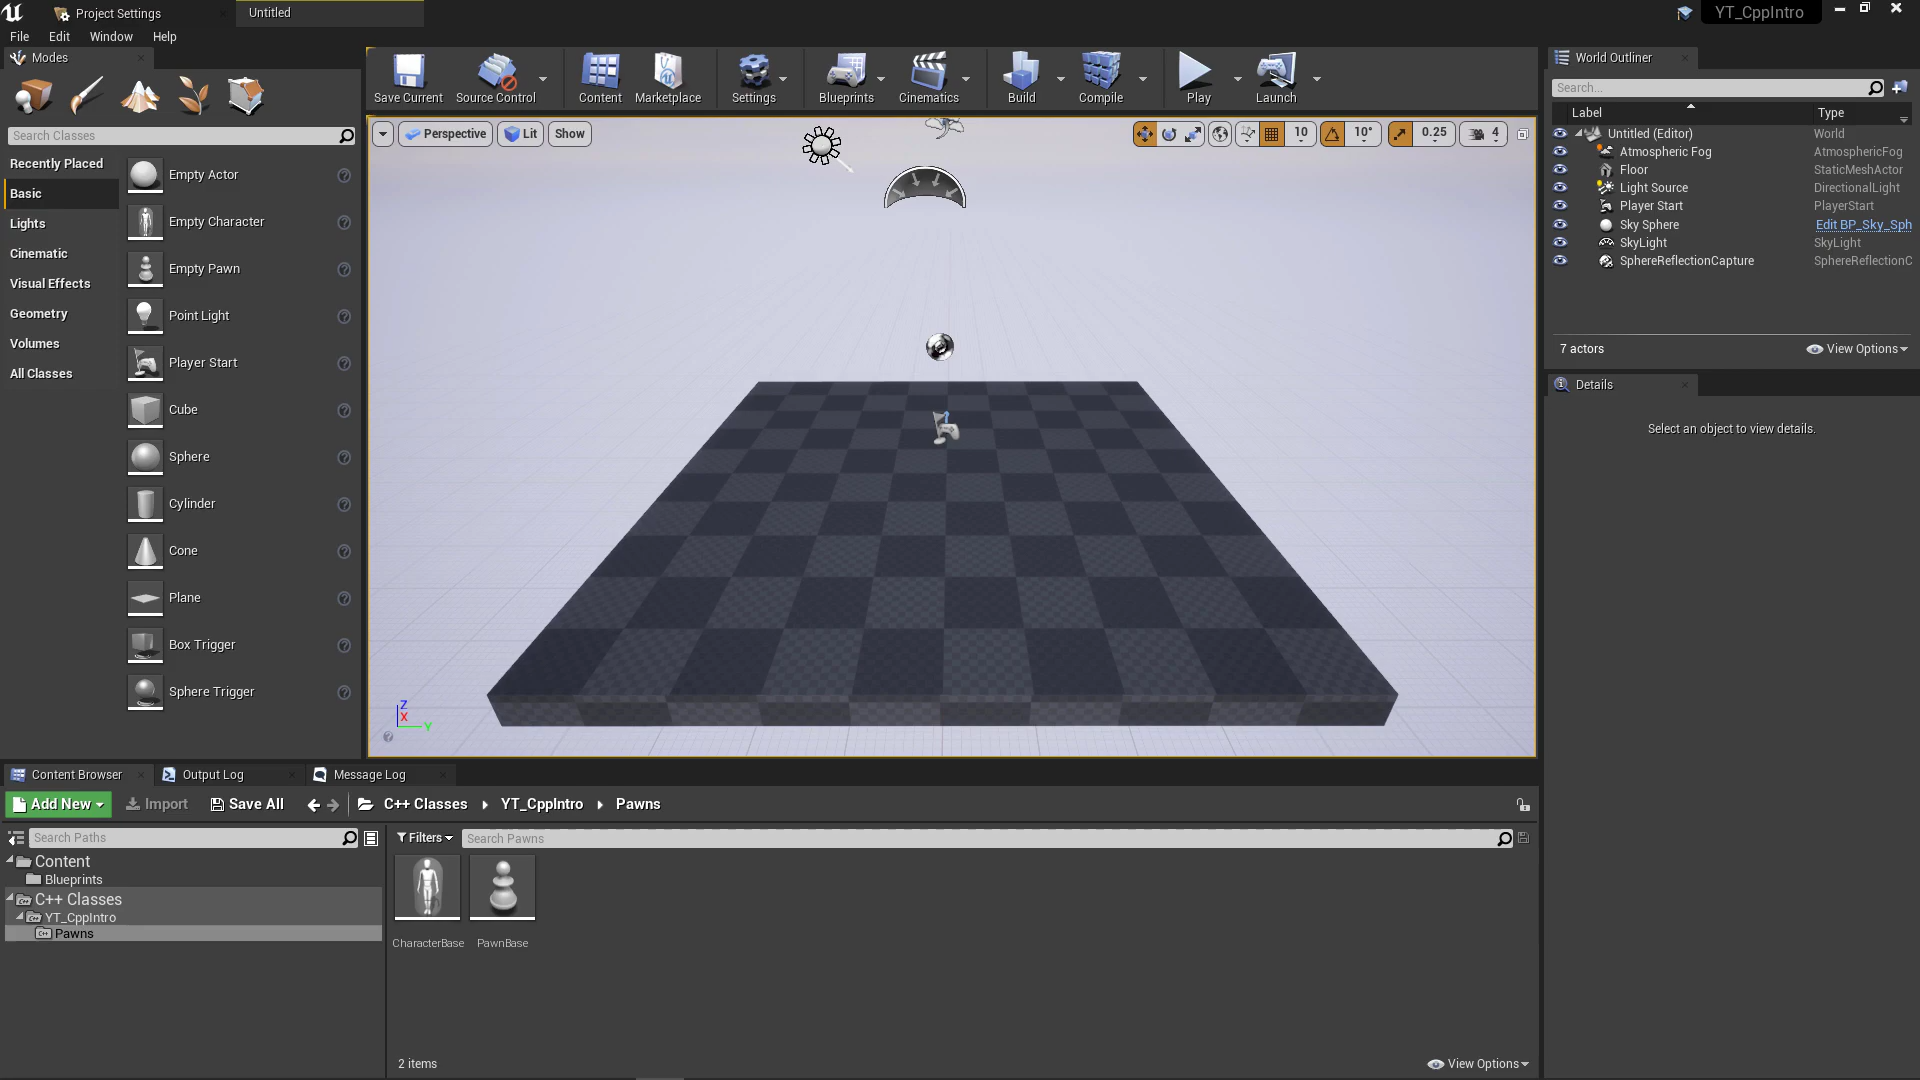 Project Settings
Untitled
YT_CppIntro
File Edit Window Help
Modes
Search Classes
Recently Placed
Basic
Lights
Cinematic
Visual Effects
Geometry
Volumes
All Classes
Empty Actor
Empty Character
Empty Pawn
Point Light
Player Start
Cube
Sphere
Cylinder
Cone
Plane
Box Trigger
Sphere Trigger
Save Current Source Control Content Marketplace Settings Blueprints Cinematics Build Compile Play Launch
Perspective Lit Show
10 10° 0.25 4
Z
X
Y
World Outliner
Search...
Label Type
Untitled (Editor) World
Atmospheric Fog AtmosphericFog
Floor StaticMeshActor
Light Source DirectionalLight
Player Start PlayerStart
Sky Sphere Edit BP_Sky_Sph
SkyLight SkyLight
SphereReflectionCapture SphereReflectionC
7 actors View Options
Details
Select an object to view details.
Content Browser Output Log Message Log
Add New Import Save All C++ Classes YT_CppIntro Pawns
Search Paths
Content
Blueprints
C++ Classes
YT_CppIntro
Pawns
Filters Search Pawns
CharacterBase PawnBase
2 items View Options